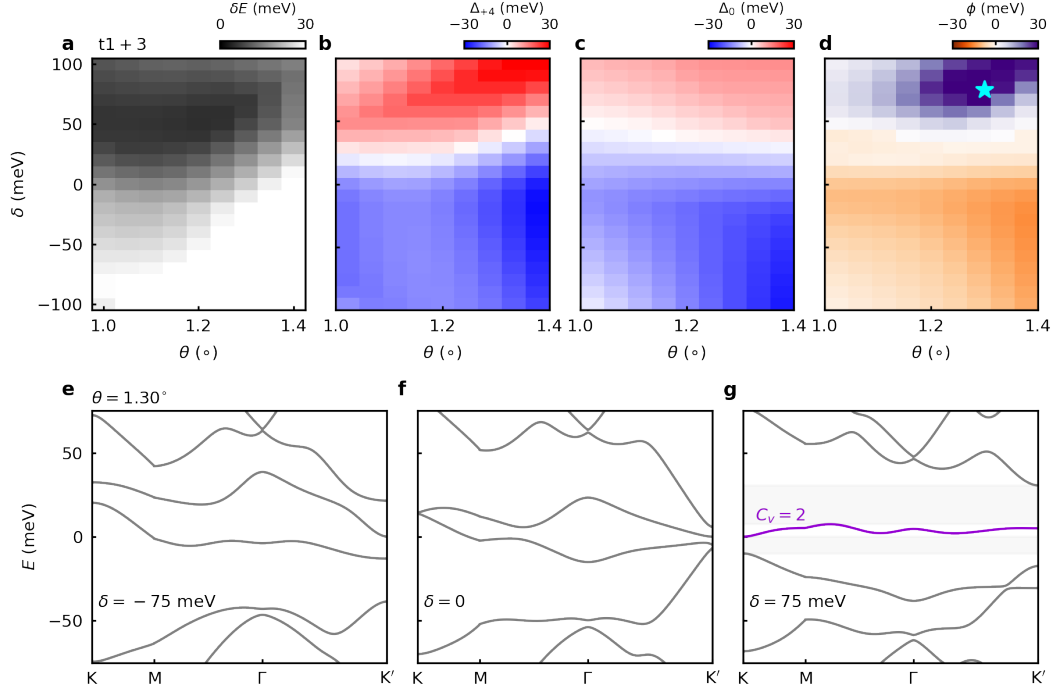 δE (meV)
0 30
Δ+4 (meV)
−30 0 30
Δ0 (meV)
−30 0 30
ϕ (meV)
−30 0 30
a t1 + 3
b
c
d
100
50
0
−50
−100
δ (meV)
1.0 1.2 1.4
θ (∘)
1.0 1.2 1.4
θ (∘)
1.0 1.2 1.4
θ (∘)
1.0 1.2 1.4
θ (∘)
e
θ = 1.30°
f
g
50
0
−50
E (meV)
δ = − 75 meV
δ = 0
Cv = 2
δ = 75 meV
K M Γ K′
K M Γ K′
K M Γ K′